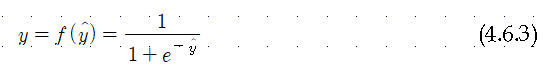 y = f(ŷ) = 1 / (1 + e^{-ŷ}) (4.6.3)